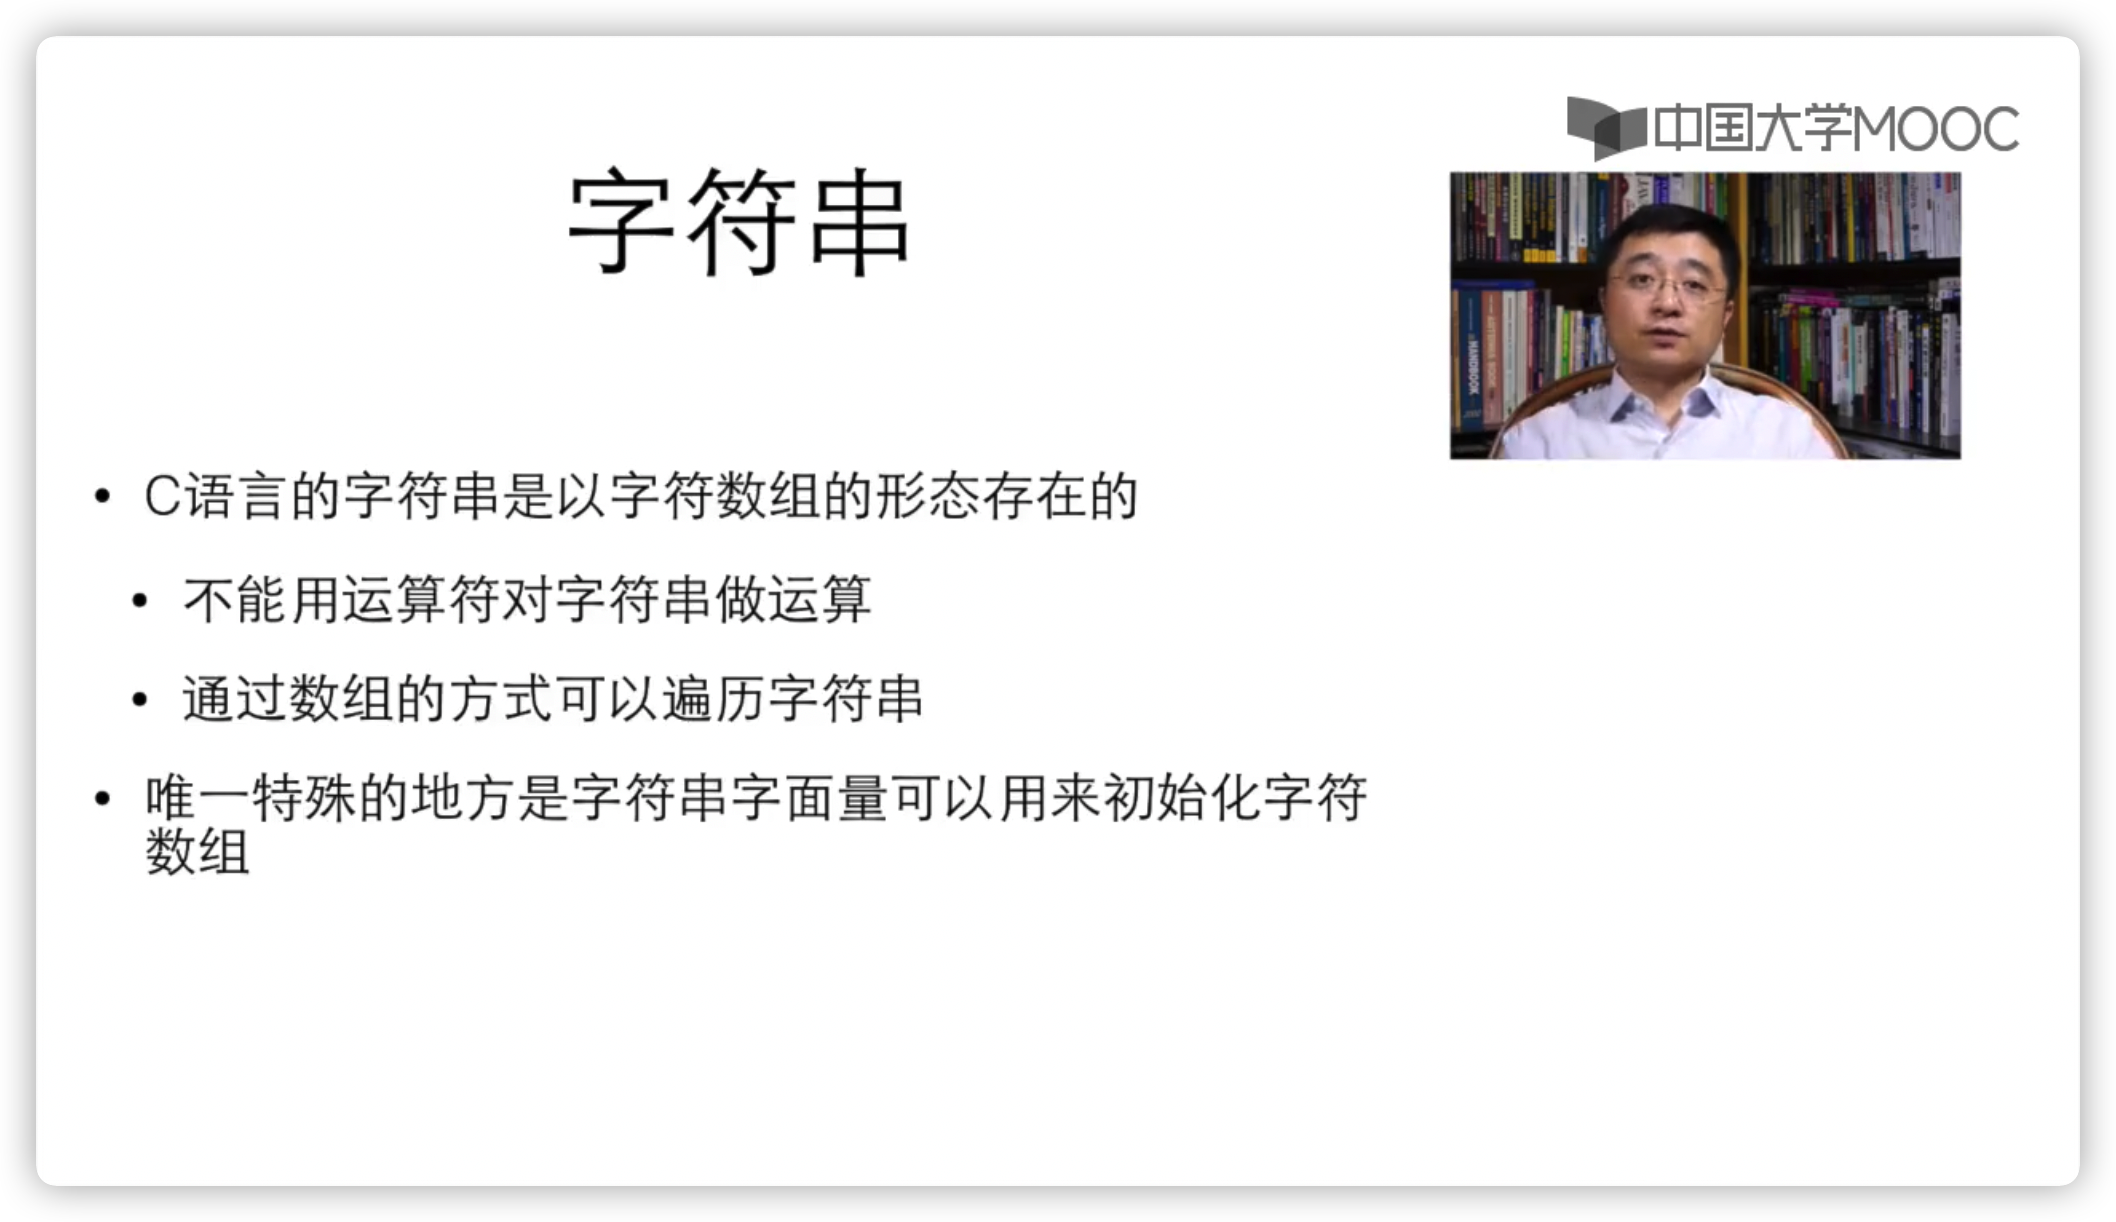 中国大学MOOC
字符串
HANDBOOK
• C语言的字符串是以字符数组的形态存在的
• 不能用运算符对字符串做运算
• 通过数组的方式可以遍历字符串
• 唯一特殊的地方是字符串字面量可以用来初始化字符
数组